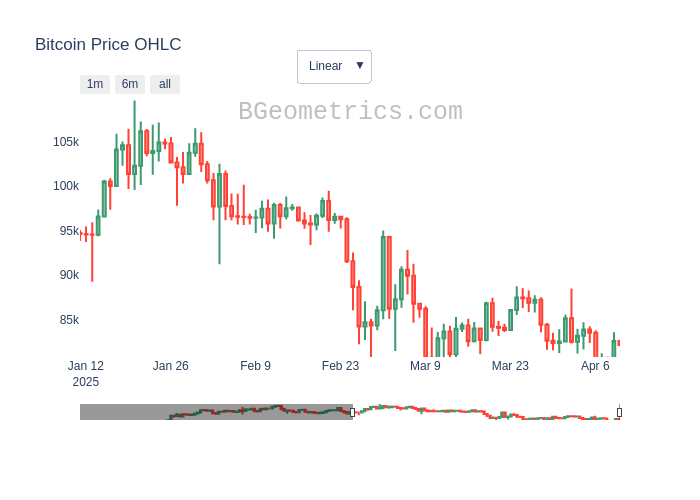 Bitcoin Price OHLC
Linear ▼
1m 6m all
BGeometrics.com
105k
100k
95k
90k
85k
Jan 12 Jan 26 Feb 9 Feb 23 Mar 9 Mar 23 Apr 6
2025